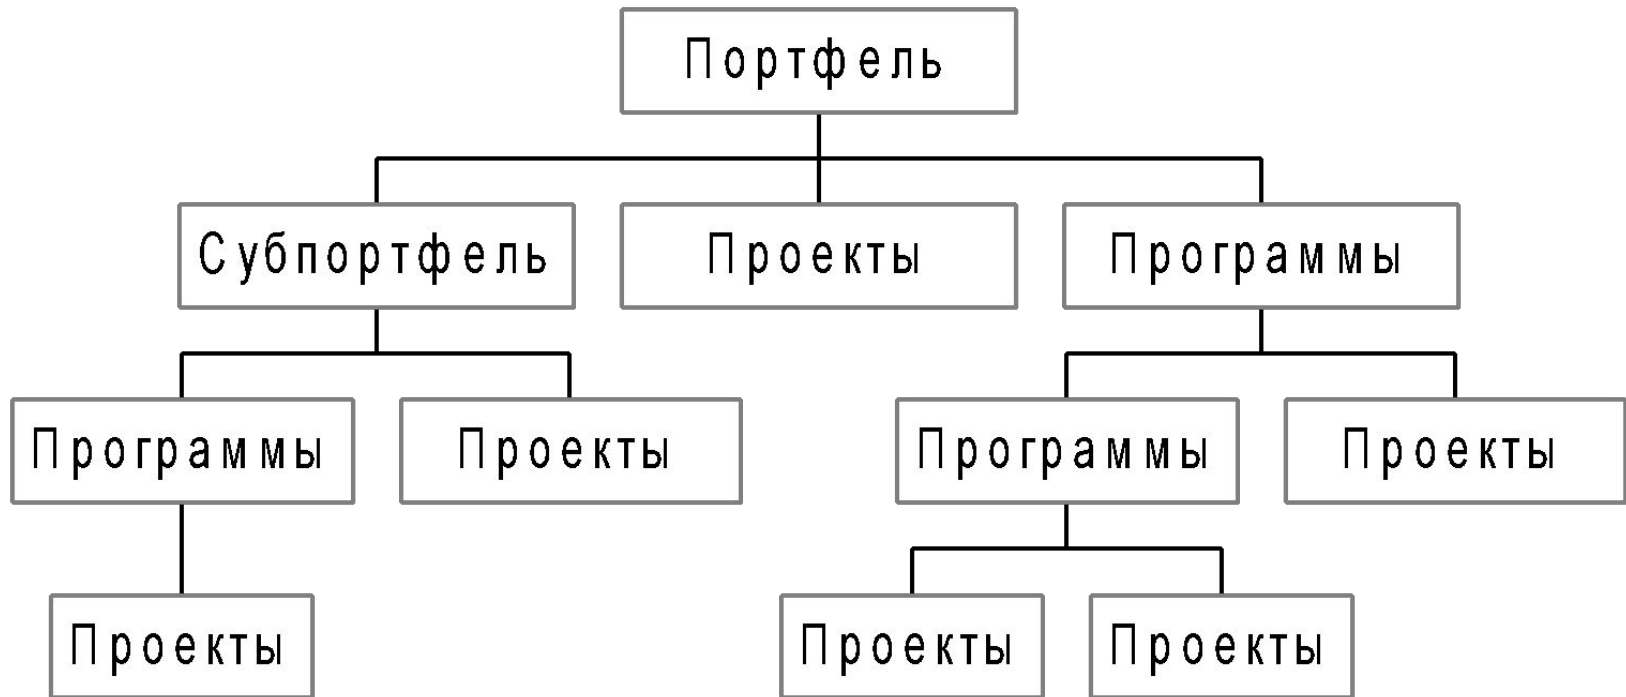 Портфель
Субпортфель
Проекты
Программы
Программы
Проекты
Программы
Проекты
Проекты
Проекты
Проекты